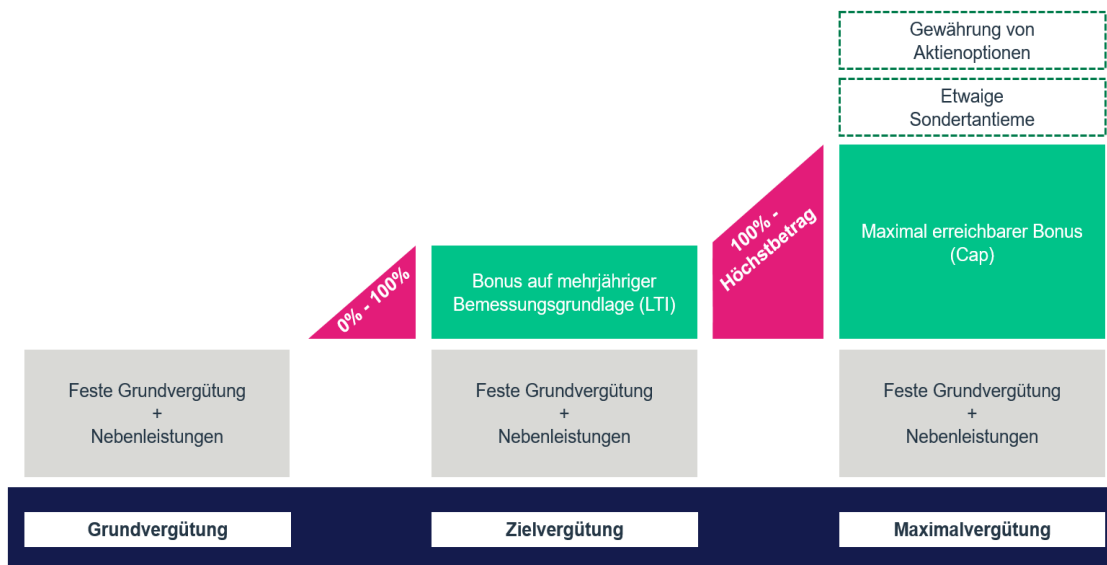 Gewährung von
Aktienoptionen
Etwaige
Sondertantieme
Maximal erreichbarer Bonus
(Cap)
100% -
Höchstbetrag
Bonus auf mehrjähriger
Bemessungsgrundlage (LTI)
0% - 100%
Feste Grundvergütung
+
Nebenleistungen
Feste Grundvergütung
+
Nebenleistungen
Feste Grundvergütung
+
Nebenleistungen
Grundvergütung
Zielvergütung
Maximalvergütung